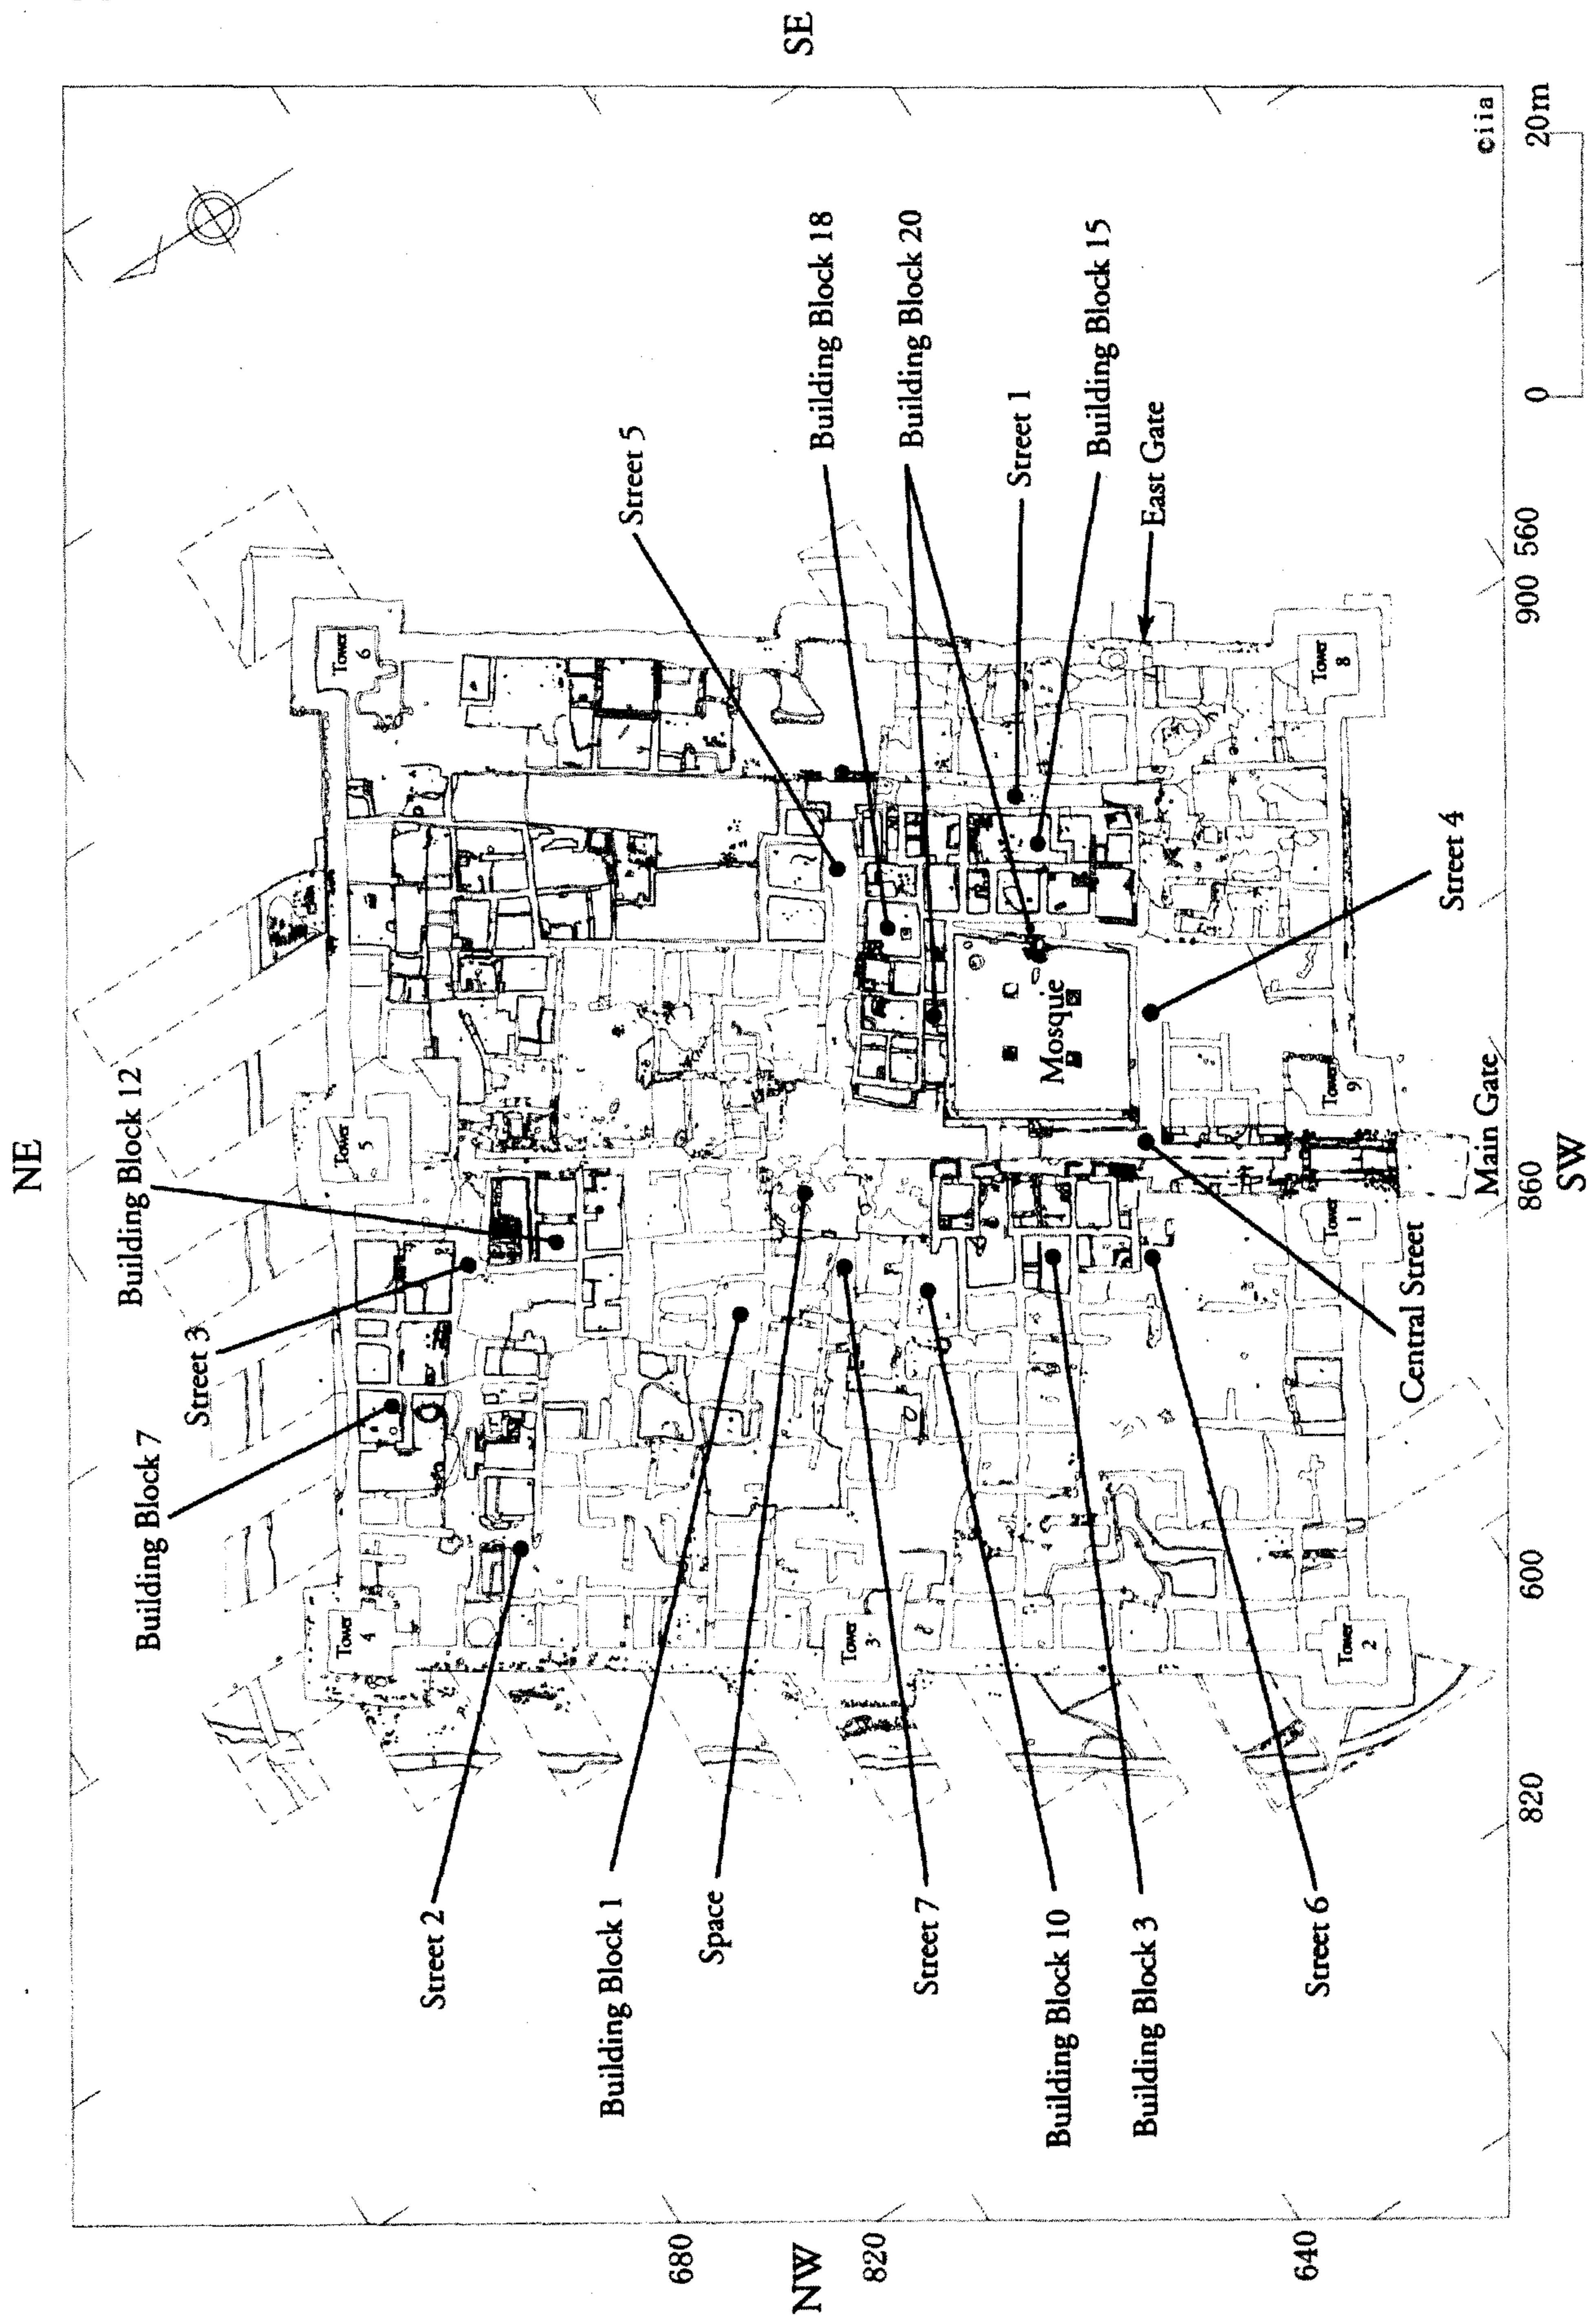 NE
SE
NW
SW
Building Block 7
Street 3
Building Block 12
Street 5
Building Block 18
Building Block 20
Street 1
Building Block 15
East Gate
Street 4
Central Street
Main Gate
Street 2
Building Block 1
Space
Street 7
Building Block 10
Building Block 3
Street 6
Mosque
Tower
4
Tower
5
Tower
6
Tower
3
Tower
2
Tower
1
Tower
9
Tower
8
680
820
640
820
600
860
900
560
0
20m
©iia